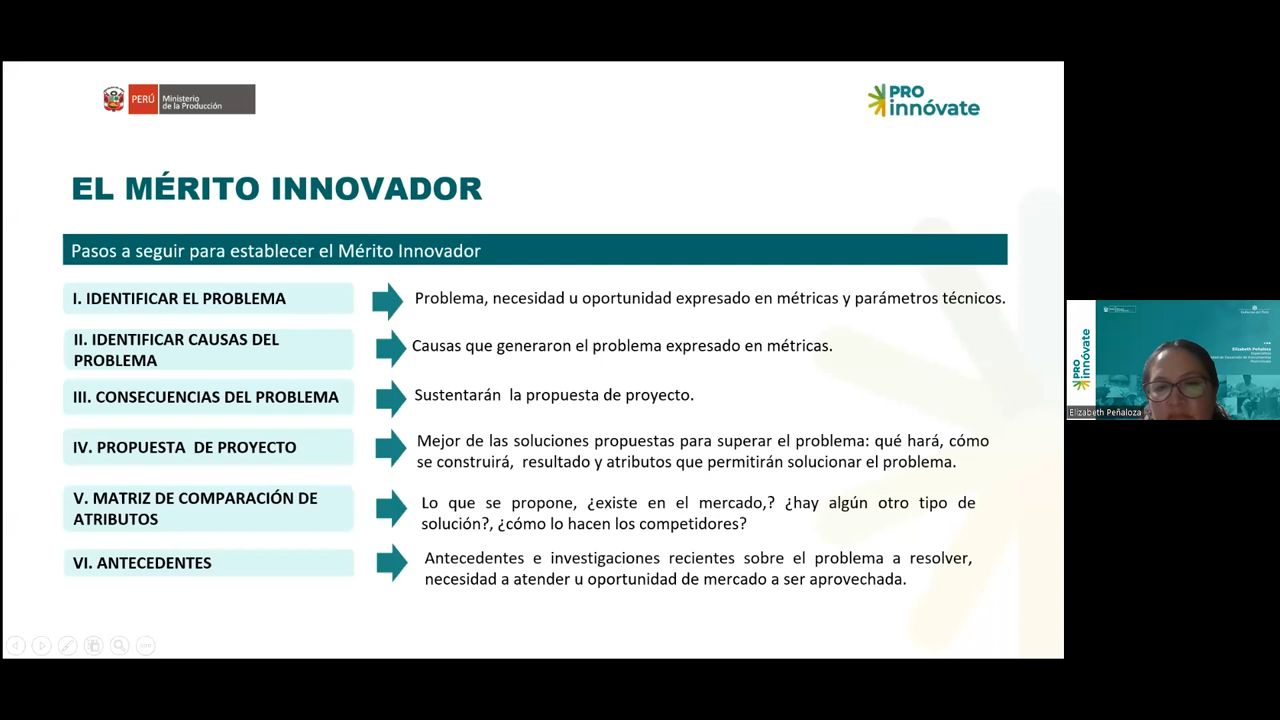 PERÚ
Ministerio
de la Producción
PRO
innóvate
EL MÉRITO INNOVADOR
Pasos a seguir para establecer el Mérito Innovador
I. IDENTIFICAR EL PROBLEMA
Problema, necesidad u oportunidad expresado en métricas y parámetros técnicos.
II. IDENTIFICAR CAUSAS DEL
PROBLEMA
Causas que generaron el problema expresado en métricas.
III. CONSECUENCIAS DEL PROBLEMA
Sustentarán la propuesta de proyecto.
IV. PROPUESTA DE PROYECTO
Mejor de las soluciones propuestas para superar el problema: qué hará, cómo
se construirá, resultado y atributos que permitirán solucionar el problema.
V. MATRIZ DE COMPARACIÓN DE
ATRIBUTOS
Lo que se propone, ¿existe en el mercado,? ¿hay algún otro tipo de
solución?, ¿cómo lo hacen los competidores?
VI. ANTECEDENTES
Antecedentes e investigaciones recientes sobre el problema a resolver,
necesidad a atender u oportunidad de mercado a ser aprovechada.
PRO
innóvate
Elizabeth Peñaloza
Elizabeth Peñaloza